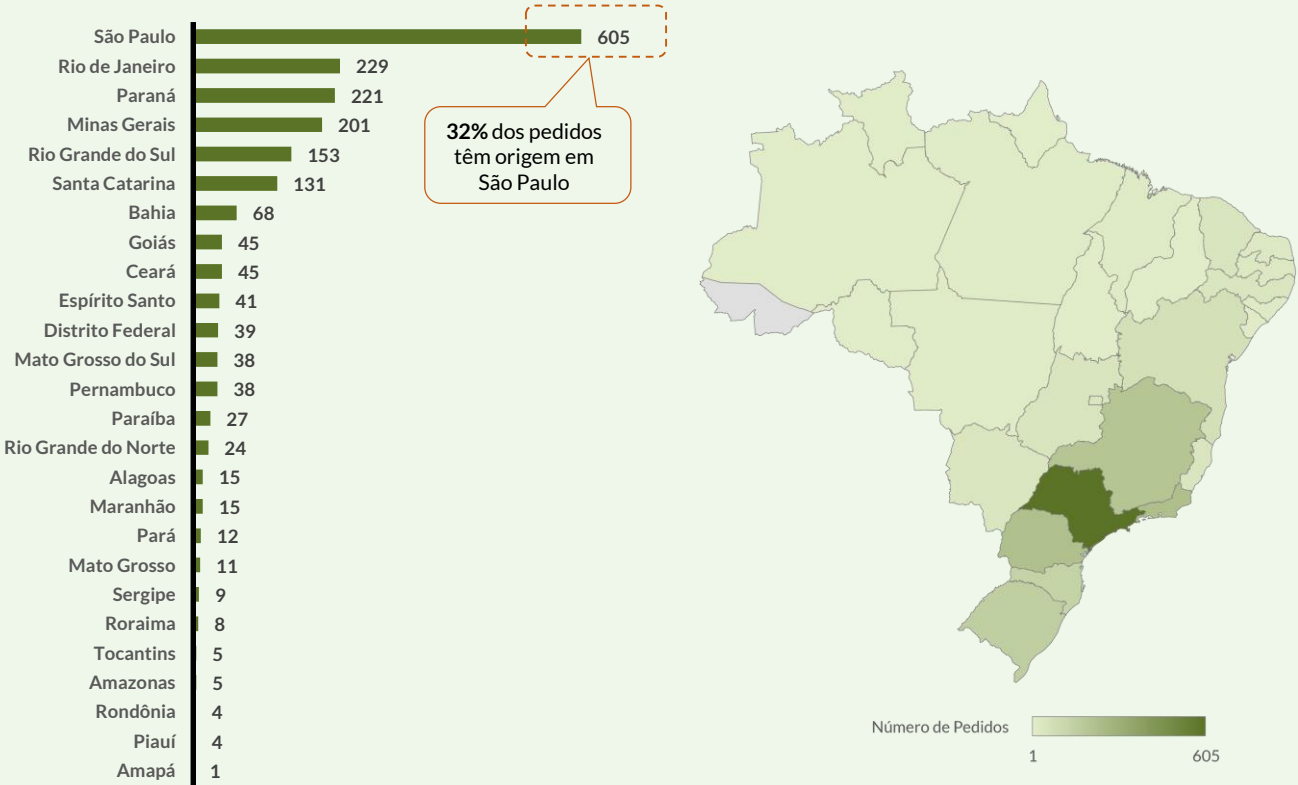 São Paulo 605
Rio de Janeiro 229
Paraná 221
Minas Gerais 201
Rio Grande do Sul 153
Santa Catarina 131
Bahia 68
Goiás 45
Ceará 45
Espírito Santo 41
Distrito Federal 39
Mato Grosso do Sul 38
Pernambuco 38
Paraíba 27
Rio Grande do Norte 24
Alagoas 15
Maranhão 15
Pará 12
Mato Grosso 11
Sergipe 9
Roraima 8
Tocantins 5
Amazonas 5
Rondônia 4
Piauí 4
Amapá 1
32% dos pedidos
têm origem em
São Paulo
Número de Pedidos
1 605